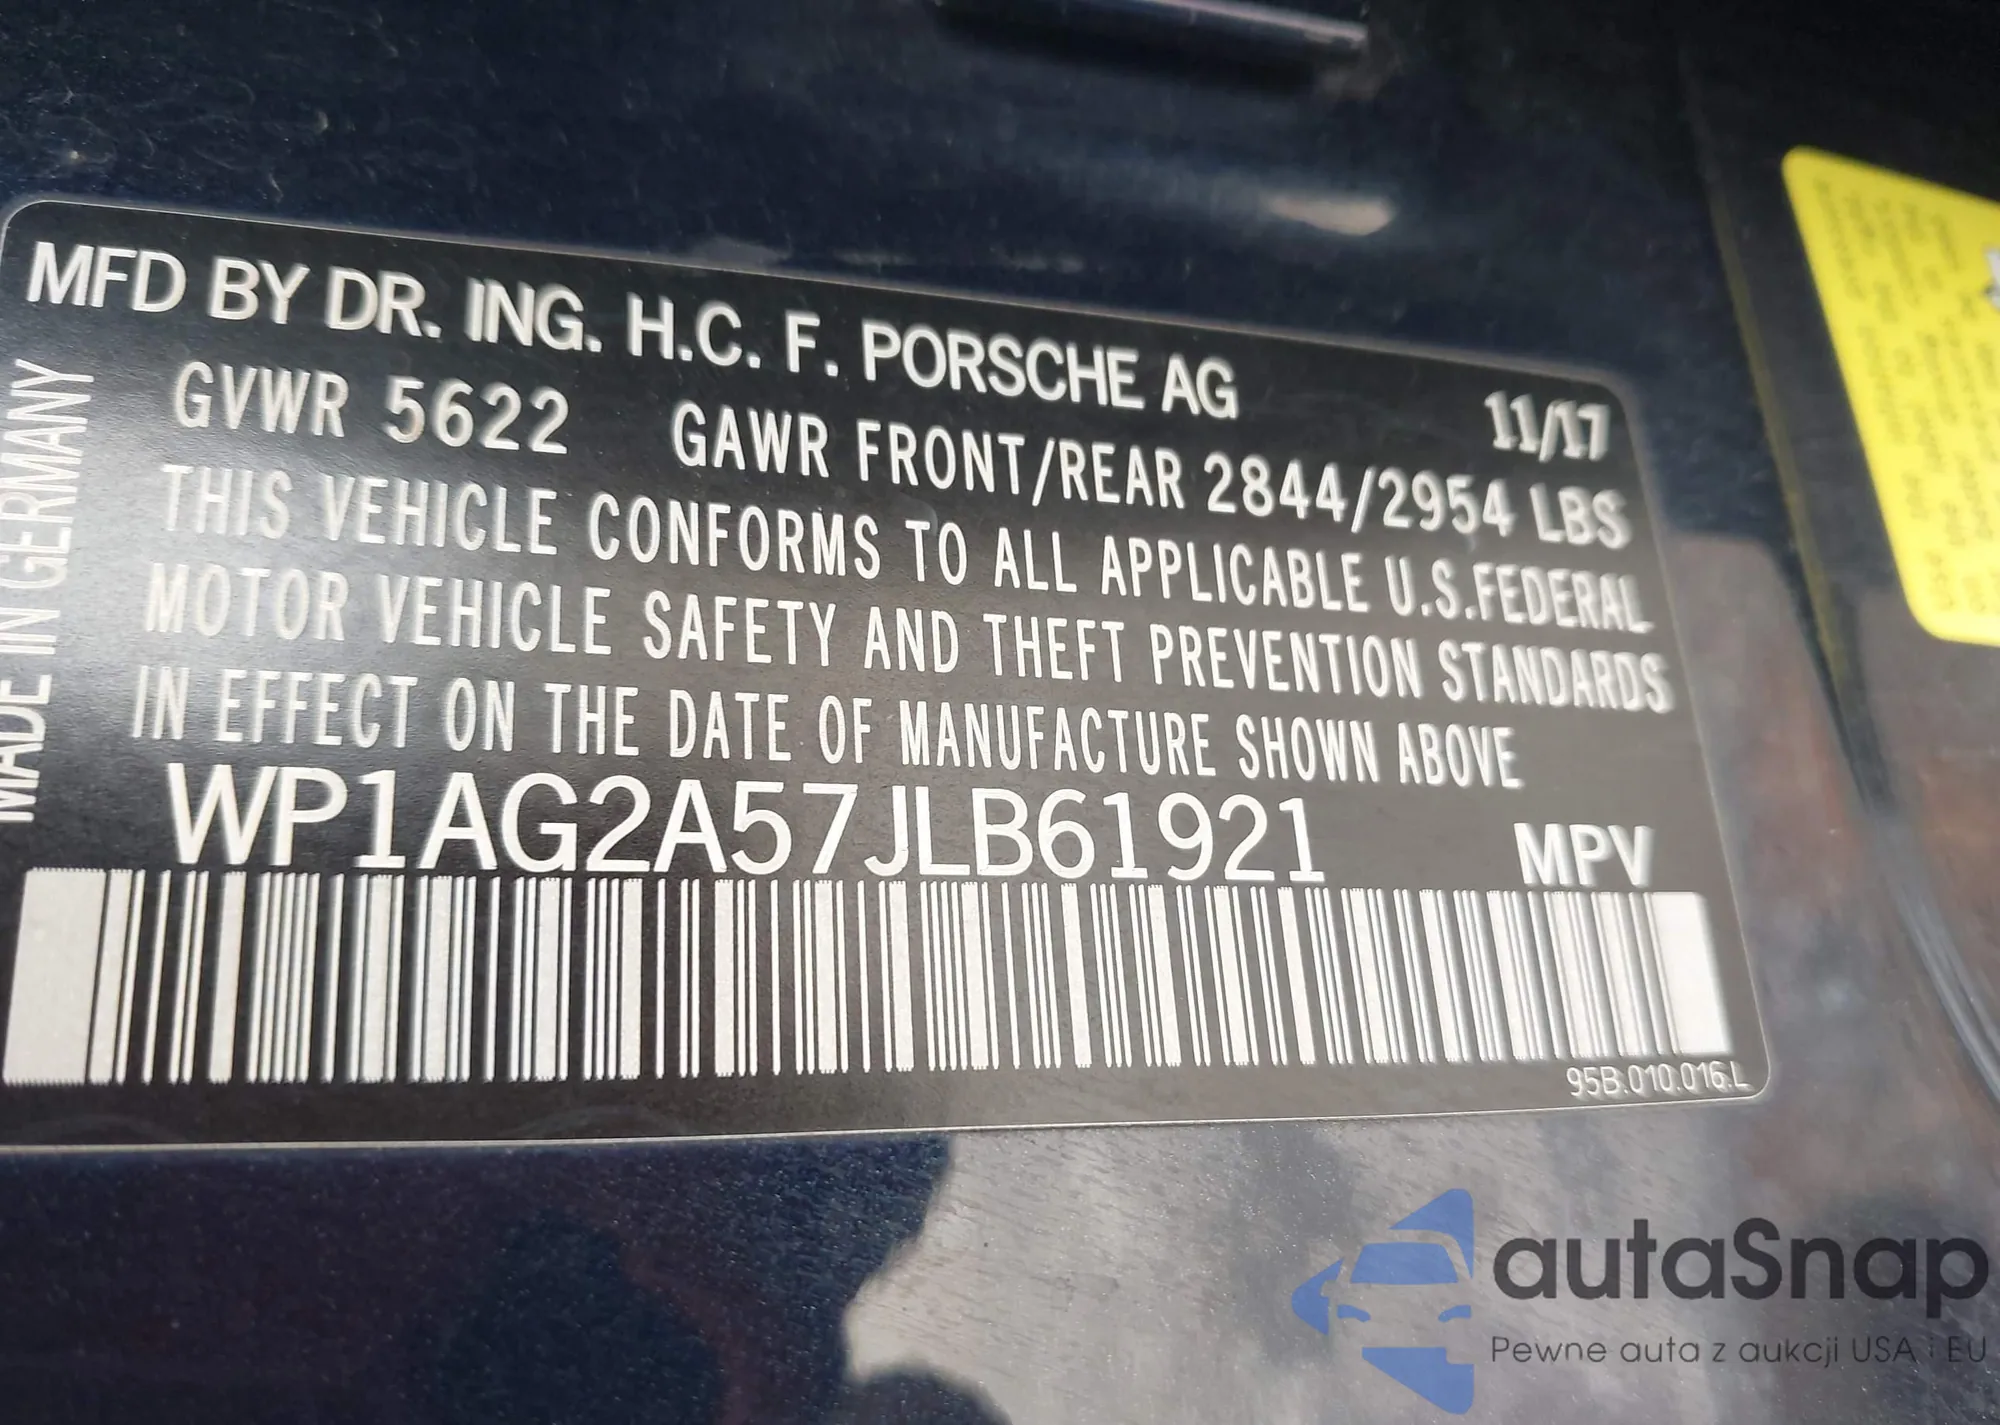 MFD BY DR. ING. H.C. F. PORSCHE AG 11/17
GVWR 5622 GAWR FRONT/REAR 2844/2954 LBS
THIS VEHICLE CONFORMS TO ALL APPLICABLE U.S.FEDERAL
MOTOR VEHICLE SAFETY AND THEFT PREVENTION STANDARDS
IN EFFECT ON THE DATE OF MANUFACTURE SHOWN ABOVE
WP1AG2A57JLB61921 MPV
95B.010.016.L
MADE IN GERMANY
autaSnap
Pewne auta z aukcji USA i EU